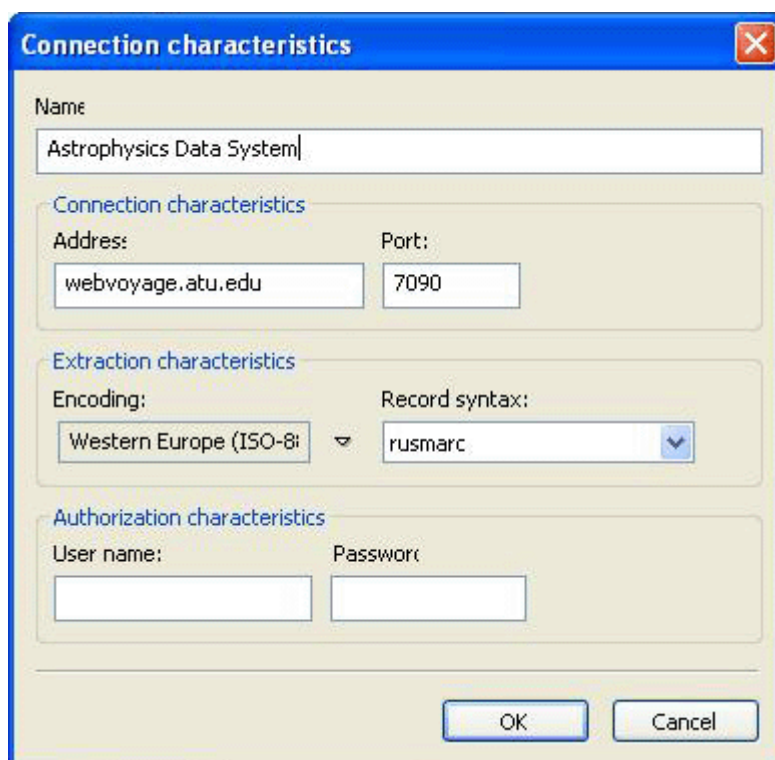 Connection characteristics
Name
Astrophysics Data System
Connection characteristics
Address Port:
webvoyage.atu.edu 7090
Extraction characteristics
Encoding: Record syntax:
Western Europe (ISO-8 rusmarc
Authorization characteristics
User name: Password
OK Cancel